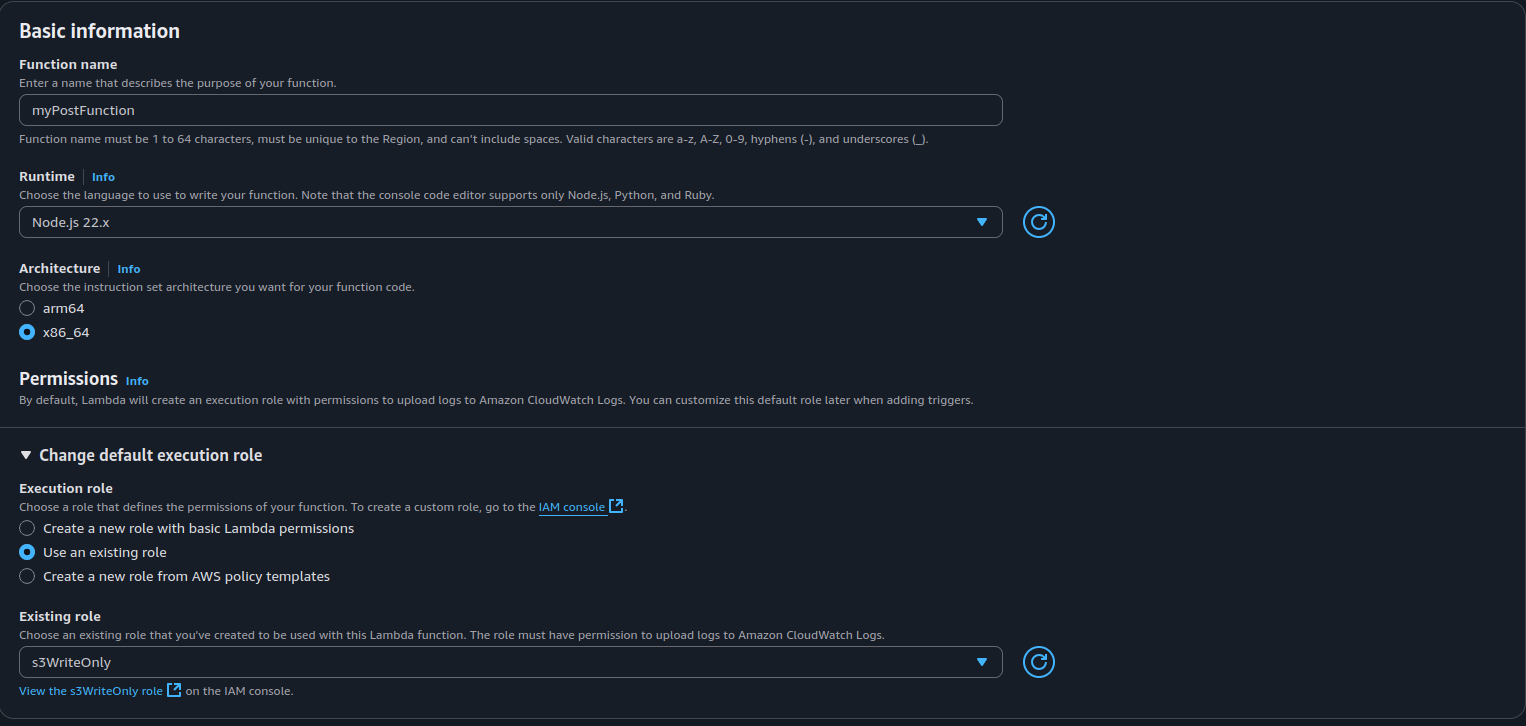 Basic information
Function name
Enter a name that describes the purpose of your function.
myPostFunction
Function name must be 1 to 64 characters, must be unique to the Region, and can't include spaces. Valid characters are a-z, A-Z, 0-9, hyphens (-), and underscores (_).
Runtime Info
Choose the language to use to write your function. Note that the console code editor supports only Node.js, Python, and Ruby.
Node.js 22.x
Architecture Info
Choose the instruction set architecture you want for your function code.
arm64
x86_64
Permissions Info
By default, Lambda will create an execution role with permissions to upload logs to Amazon CloudWatch Logs. You can customize this default role later when adding triggers.
Change default execution role
Execution role
Choose a role that defines the permissions of your function. To create a custom role, go to the IAM console.
Create a new role with basic Lambda permissions
Use an existing role
Create a new role from AWS policy templates
Existing role
Choose an existing role that you've created to be used with this Lambda function. The role must have permission to upload logs to Amazon CloudWatch Logs.
s3WriteOnly
View the s3WriteOnly role on the IAM console.